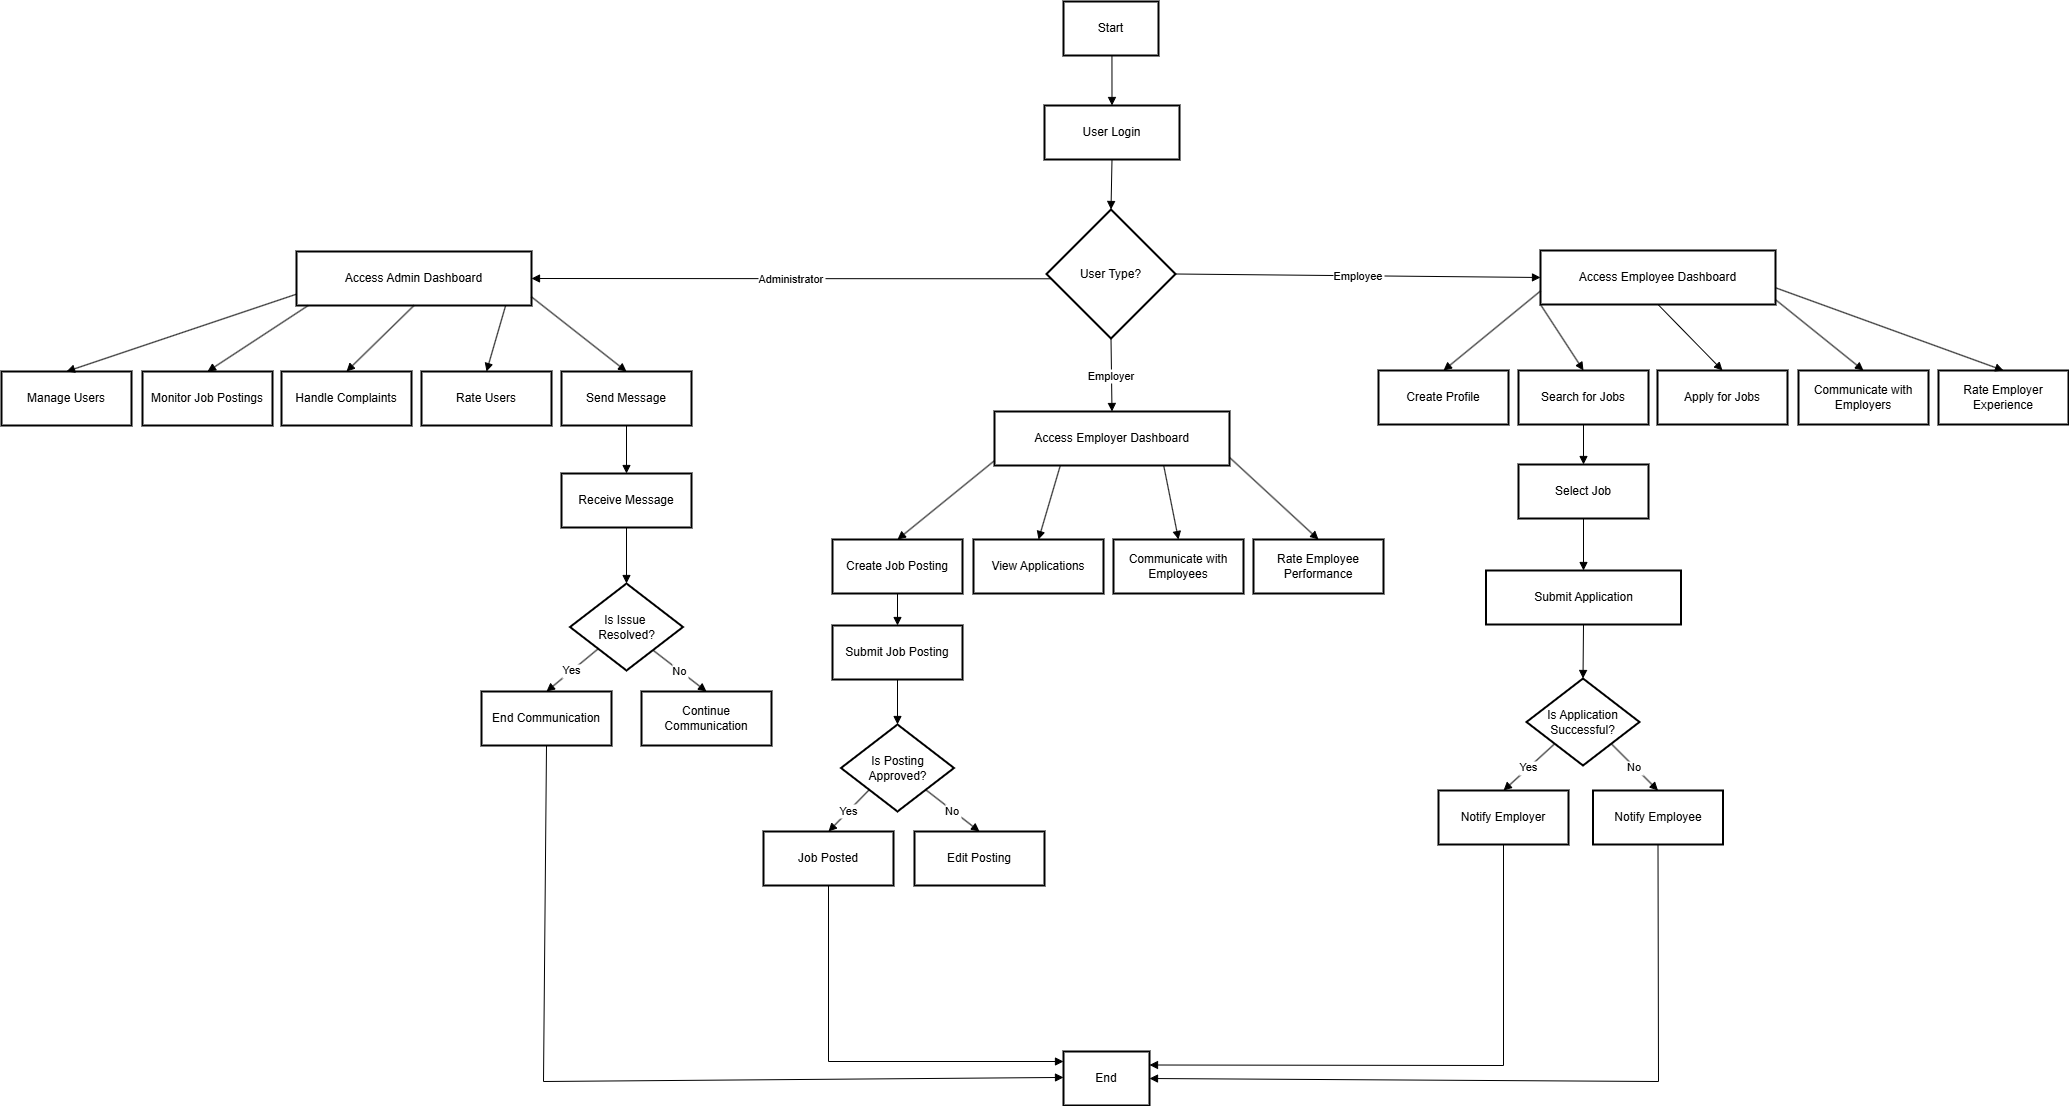 Start
User Login
User Type?
Administrator
Employee
Employer
Access Admin Dashboard
Access Employee Dashboard
Manage Users
Monitor Job Postings
Handle Complaints
Rate Users
Send Message
Create Profile
Search for Jobs
Apply for Jobs
Communicate with
Employers
Rate Employer
Experience
Access Employer Dashboard
Receive Message
Select Job
Create Job Posting
View Applications
Communicate with
Employees
Rate Employee
Performance
Submit Application
Is Issue
Resolved?
Yes
No
Submit Job Posting
End Communication
Continue
Communication
Is Application
Successful?
Yes
No
Is Posting
Approved?
Yes
No
Notify Employer
Notify Employee
Job Posted
Edit Posting
End